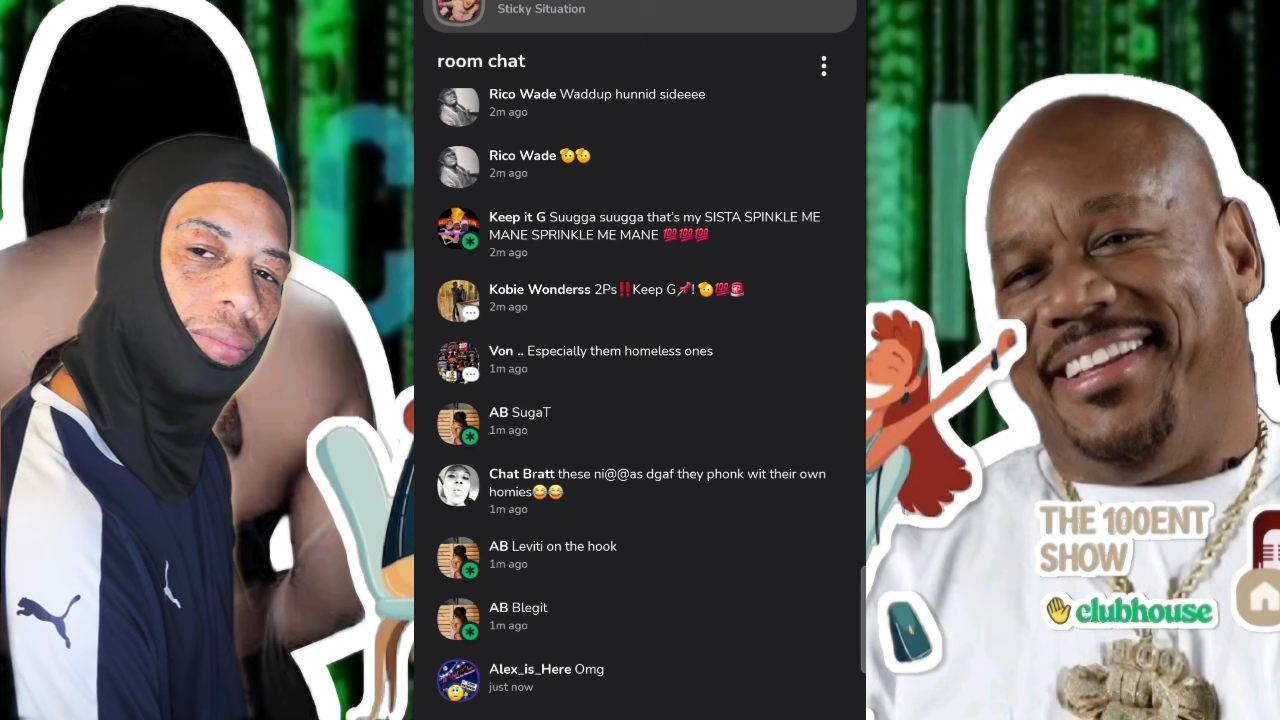 Sticky Situation
room chat
Rico Wade Waddup hunnid sideeee
2m ago
Rico Wade 🫡🫡
2m ago
Keep it G Suugga suugga that's my SISTA SPINKLE ME
MANE SPRINKLE ME MANE 💯💯💯
2m ago
Kobie Wonderss 2Ps‼️Keep G📌! 🫡💯🚨
2m ago
Von .. Especially them homeless ones
1m ago
AB SugaT
1m ago
Chat Bratt these ni@@as dgaf they phonk wit their own
homies😂😂
1m ago
AB Leviti on the hook
1m ago
AB Blegit
1m ago
Alex_is_Here Omg
just now
THE 100ENT
SHOW
👋 clubhouse